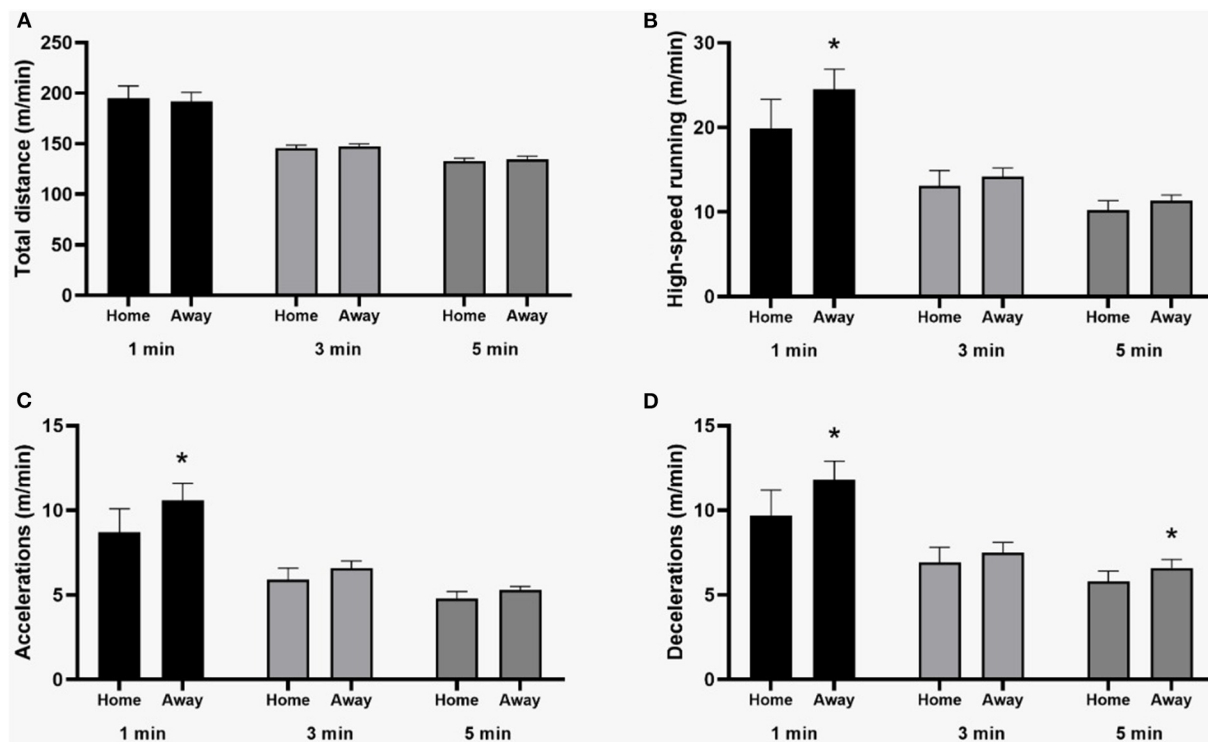 A
Total distance (m/min)
250
200
150
100
50
0
Home Away Home Away Home Away
1 min 3 min 5 min
B
High-speed running (m/min)
30
20
10
0
*
Home Away Home Away Home Away
1 min 3 min 5 min
C
Accelerations (m/min)
15
10
5
0
*
Home Away Home Away Home Away
1 min 3 min 5 min
D
Decelerations (m/min)
15
10
5
0
*
*
Home Away Home Away Home Away
1 min 3 min 5 min